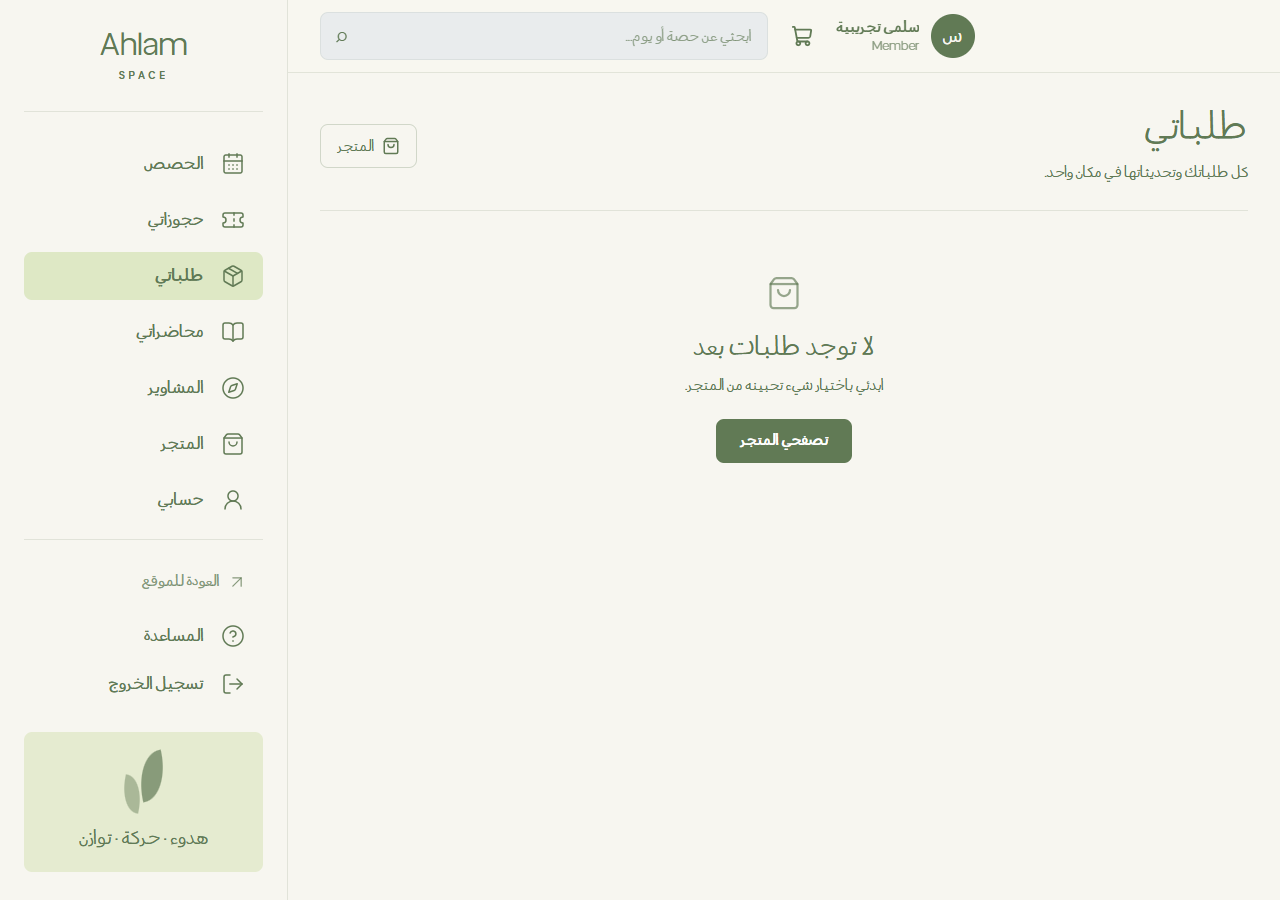 Ahlam
SPACE
الحصص
حجوزاتي
طلباتي
محاضراتي
المشاوير
المتجر
حسابي
العودة للموقع
المساعدة
تسجيل الخروج
هدوء · حركة · توازن
س
سلمى تجريبية
Member
ابحثي عن حصة أو يوم...
طلباتي
كل طلباتك وتحديثاتها في مكان واحد.
المتجر
لا توجد طلبات بعد
ابدئي باختيار شيء تحبينه من المتجر.
تصفحي المتجر